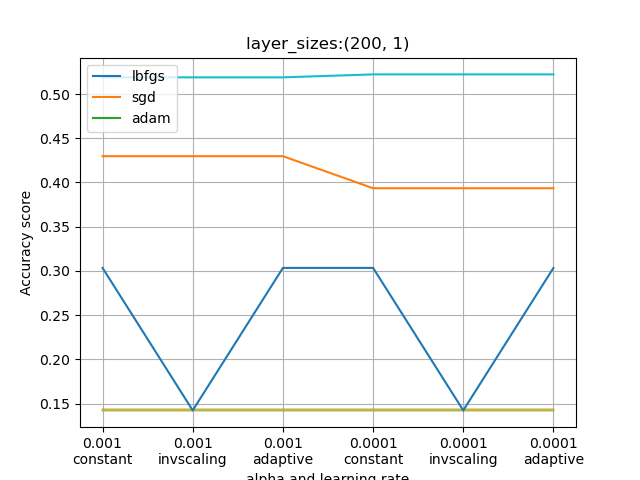 layer_sizes:(200, 1)
lbfgs
sgd
adam
Accuracy score
0.50
0.45
0.40
0.35
0.30
0.25
0.20
0.15
0.001 0.001 0.001 0.0001 0.0001 0.0001
constant invscaling adaptive constant invscaling adaptive
alpha and learning rate